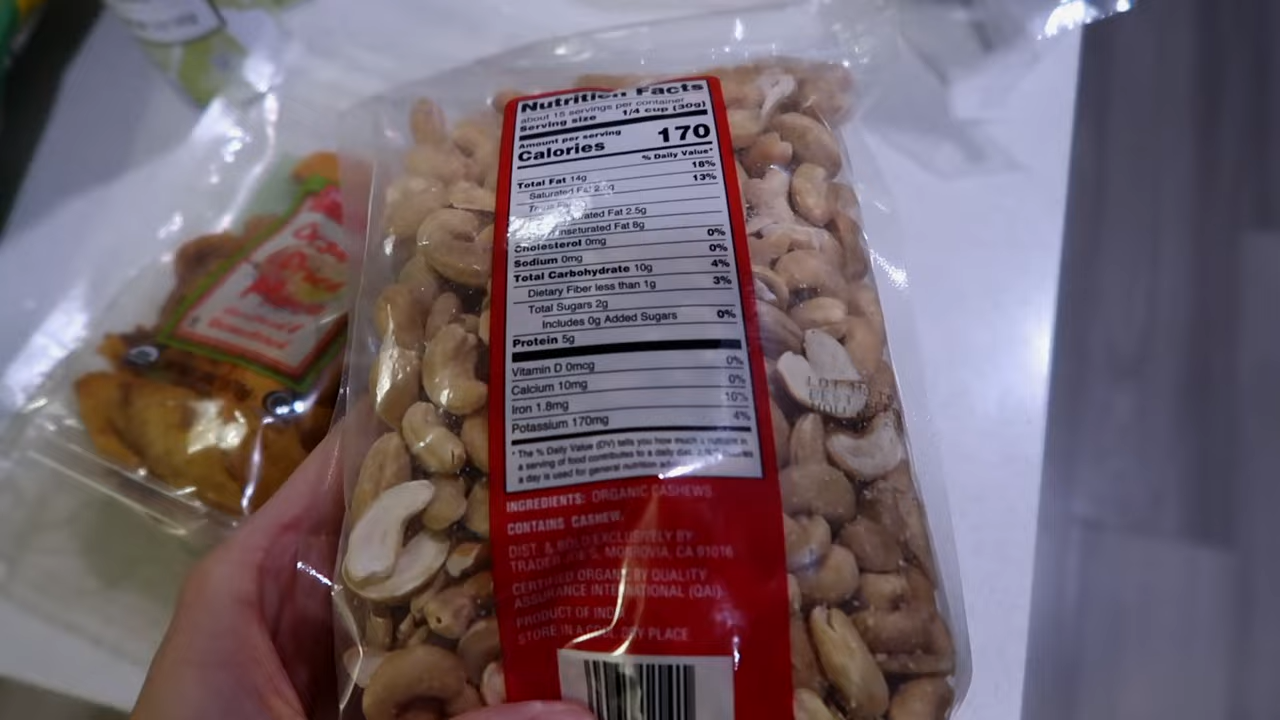 Nutrition Facts
about 15 servings per container
Serving size 1/4 cup (30g)
Amount per serving
Calories 170
% Daily Value*
Total Fat 14g 18%
Saturated Fat 2.5g 13%
Fat
rated Fat 2.5g
nsaturated Fat 8g
Cholesterol 0mg 0%
Sodium 0mg 0%
Total Carbohydrate 10g 4%
Dietary Fiber less than 1g 3%
Total Sugars 2g
Includes 0g Added Sugars 0%
Protein 5g
Vitamin D 0mcg 0%
Calcium 10mg 0%
Iron 1.8mg 10%
Potassium 170mg 4%
* The % Daily Value (DV) tells you how much a nutrient in
a serving of food contributes to a daily diet.
a day is used for general nutrition
INGREDIENTS: ORGANIC CASHEWS.
CONTAINS CASHEW.
DIST. & SOLD EXCLUSIVELY BY
TRADER JOE'S, MONROVIA, CA 91016
CERTIFIED ORGANIC BY QUALITY
ASSURANCE INTERNATIONAL (QAI)
PRODUCT OF INDIA
STORE IN A COOL, DRY PLACE
LOT